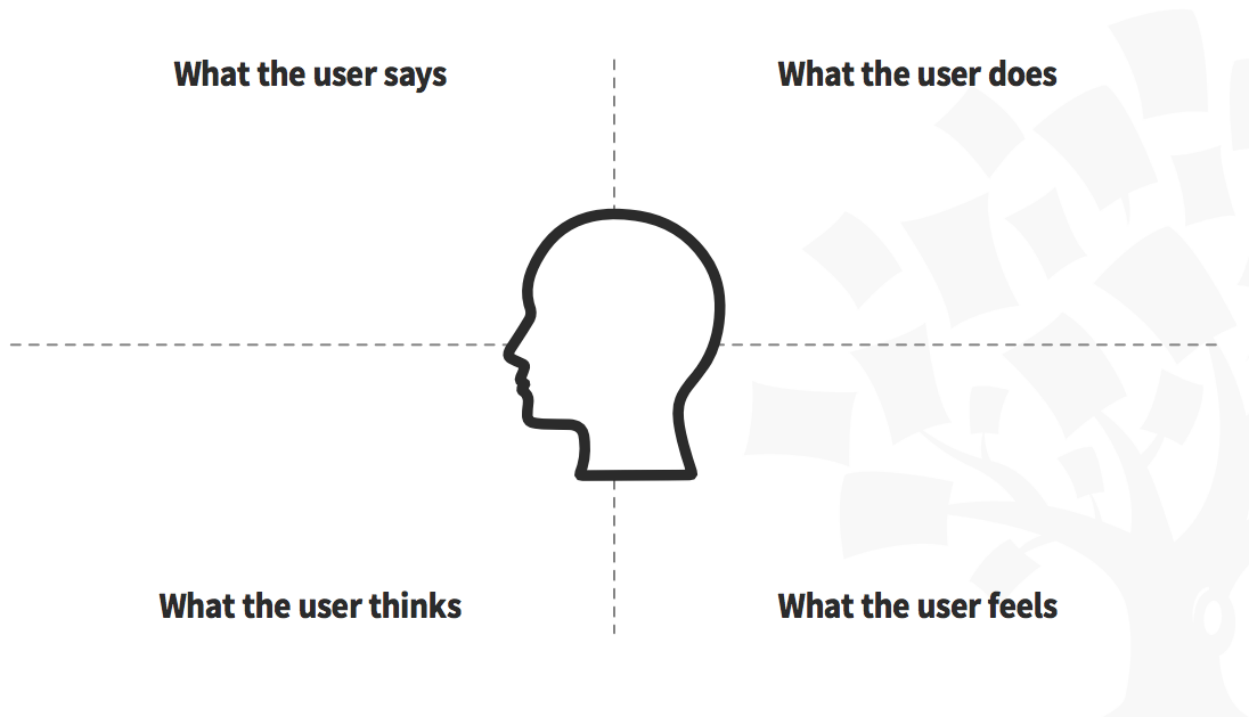 What the user says
What the user does
What the user thinks
What the user feels